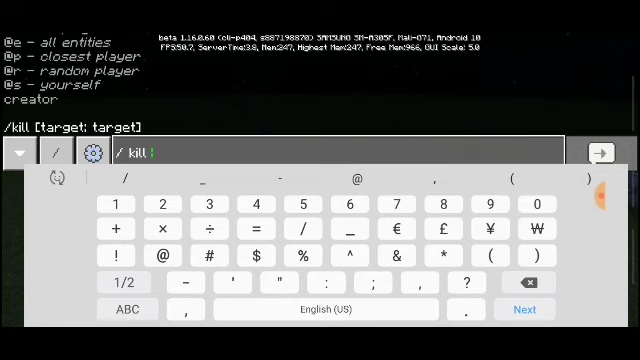 @e - all entities
@p - closest player
@r - random player
@s - yourself
creator
beta 1.16.0.60 (cli-p404, s887198870) SAMSUNG SM-A305F, Mali-G71, Android 10
FPS:50.7, ServerTime:3.8, Mem:247, Highest Mem:247, Free Mem:966, GUI Scale: 5.0
/kill [target: target]
/ / kill
/ _ - @ , ( )
1 2 3 4 5 6 7 8 9 0
+ × ÷ = / _ € £ ¥ ₩
! @ # $ % ^ & * ( )
1/2 - ' " : ; , ?
ABC , English (US) . Next